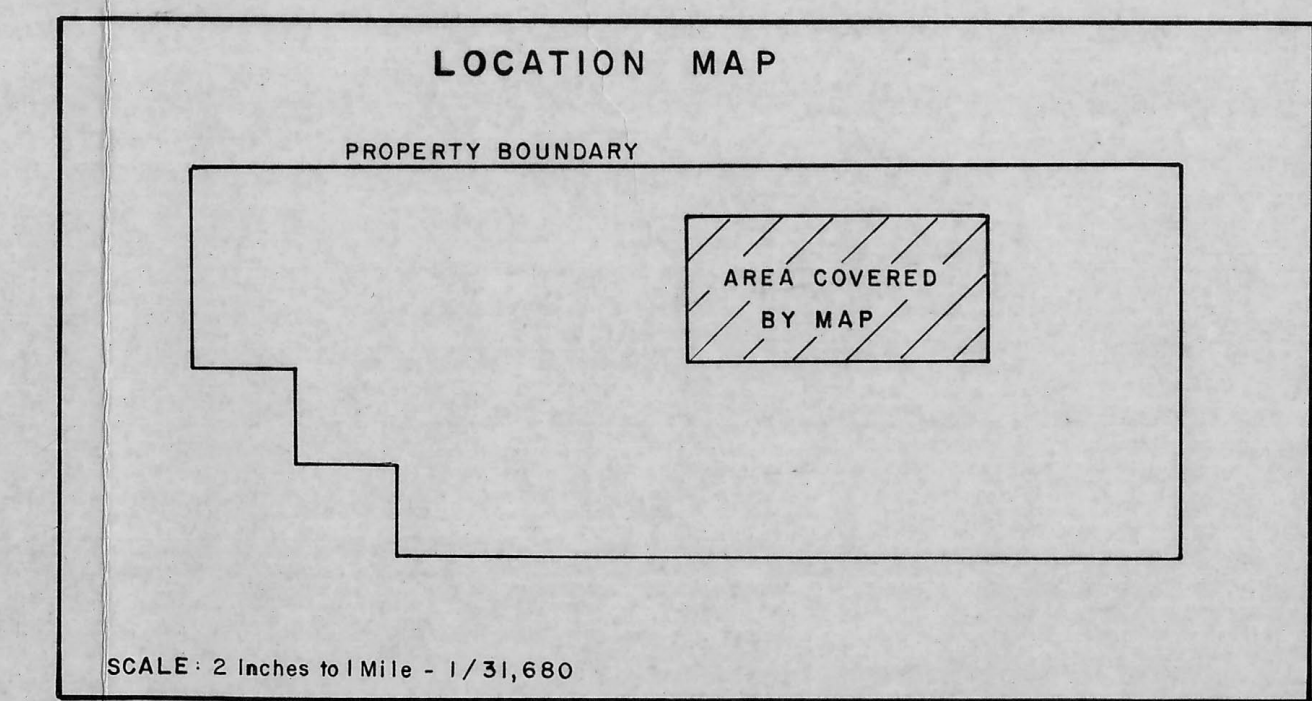 LOCATION MAP
PROPERTY BOUNDARY
AREA COVERED
BY MAP
SCALE: 2 Inches to 1 Mile - 1/31,680